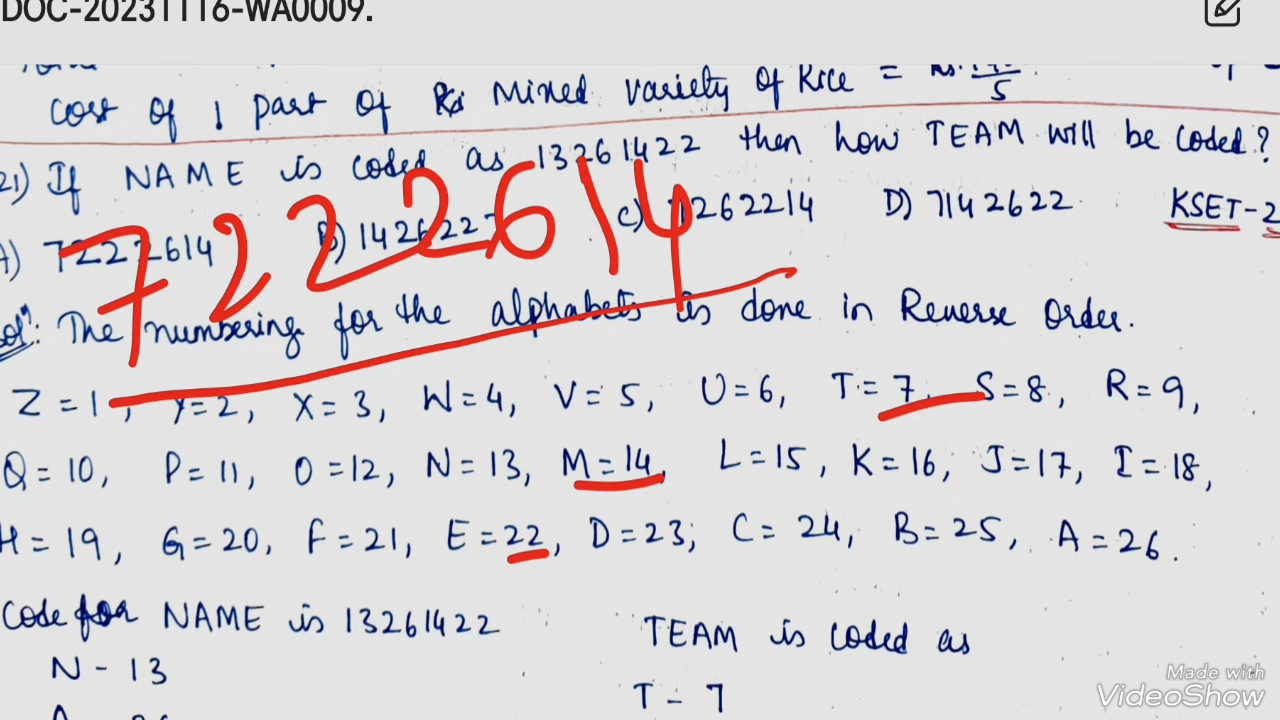 DOC-20231116-WA0009.
Cost of 1 Part of Mixed variety of Rice = Rs. 5
21) If NAME is coded as 13261422 then how TEAM will be coded?
A) 7222614 B) 1426227 C) 7262214 D) 7142622 KSET-2
7222614
Solⁿ: The numbering for the alphabets is done in Reverse Order.
Z = 1, Y = 2, X = 3, W = 4, V = 5, U = 6, T = 7, S = 8, R = 9,
Q = 10, P = 11, O = 12, N = 13, M = 14, L = 15, K = 16, J = 17, I = 18,
H = 19, G = 20, F = 21, E = 22, D = 23, C = 24, B = 25, A = 26.
Code for NAME is 13261422
TEAM is coded as
N - 13
T - 7
Made with
VideoShow